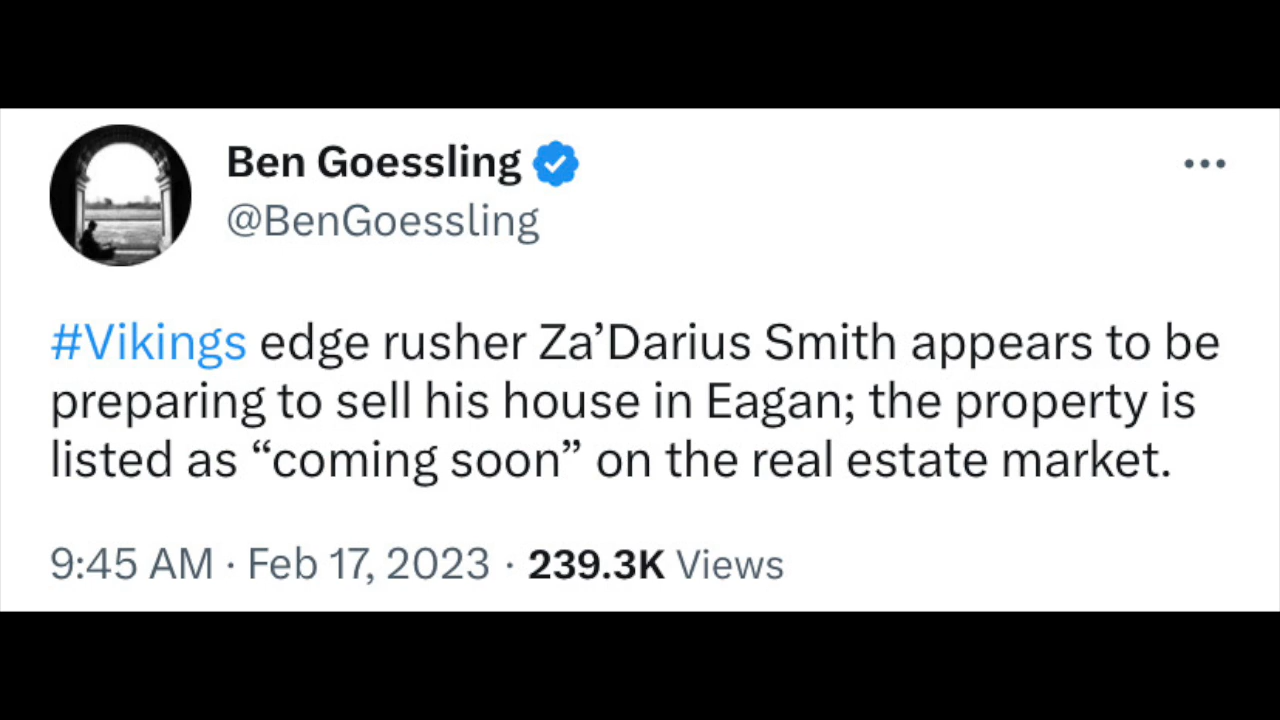 Ben Goessling
@BenGoessling
#Vikings edge rusher Za’Darius Smith appears to be
preparing to sell his house in Eagan; the property is
listed as “coming soon” on the real estate market.
9:45 AM · Feb 17, 2023 · 239.3K Views